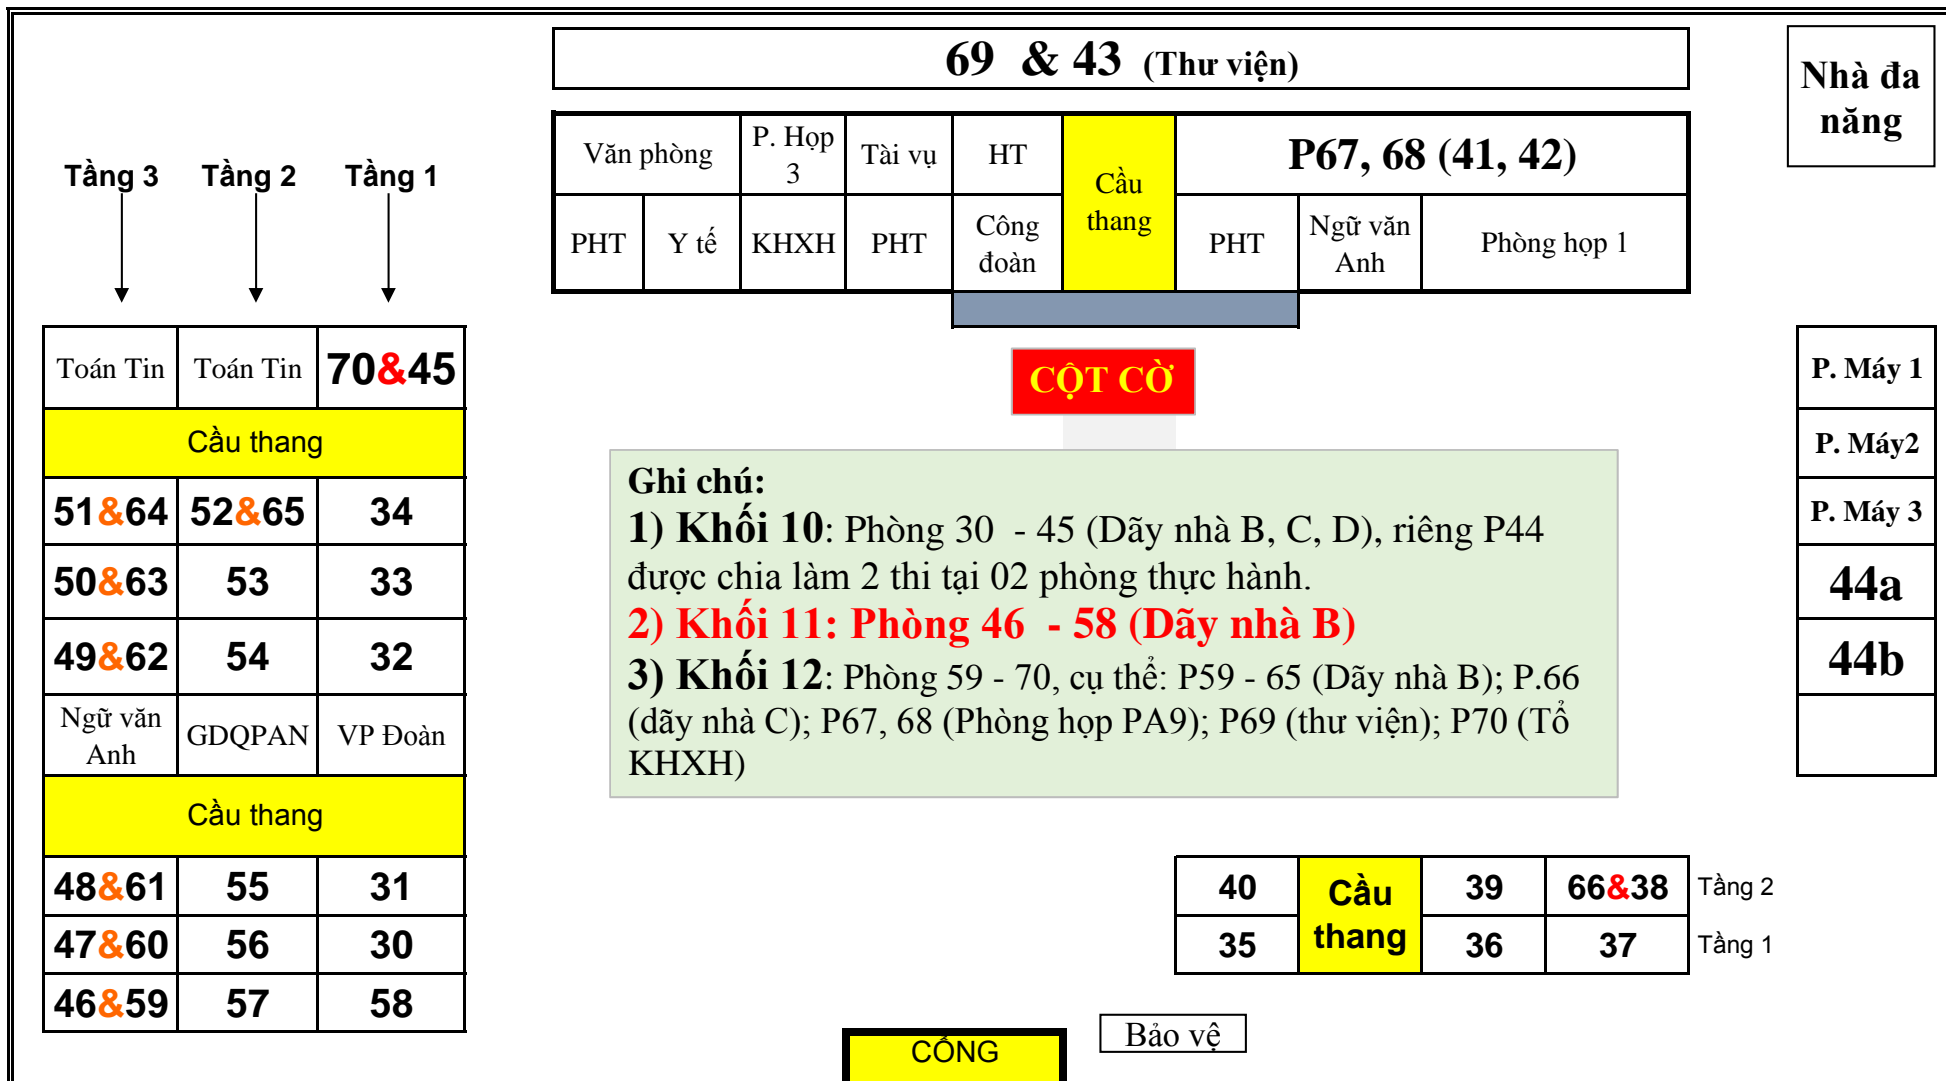 69 & 43 (Thư viện)
Nhà đa
năng
Văn phòng
P. Họp
3
Tài vụ
HT
Cầu
thang
P67, 68 (41, 42)
PHT
Y tế
KHXH
PHT
Công
đoàn
PHT
Ngữ văn
Anh
Phòng họp 1
Tầng 3
Tầng 2
Tầng 1
Toán Tin
Toán Tin
70&45
Cầu thang
51&64
52&65
34
50&63
53
33
49&62
54
32
Ngữ văn
Anh
GDQPAN
VP Đoàn
Cầu thang
48&61
55
31
47&60
56
30
46&59
57
58
CỘT CỜ
Ghi chú:
1) Khối 10: Phòng 30 - 45 (Dãy nhà B, C, D), riêng P44
được chia làm 2 thi tại 02 phòng thực hành.
2) Khối 11: Phòng 46 - 58 (Dãy nhà B)
3) Khối 12: Phòng 59 - 70, cụ thể: P59 - 65 (Dãy nhà B); P.66
(dãy nhà C); P67, 68 (Phòng họp PA9); P69 (thư viện); P70 (Tổ
KHXH)
P. Máy 1
P. Máy2
P. Máy 3
44a
44b
40
Cầu
thang
39
66&38
Tầng 2
35
36
37
Tầng 1
Bảo vệ
CỔNG